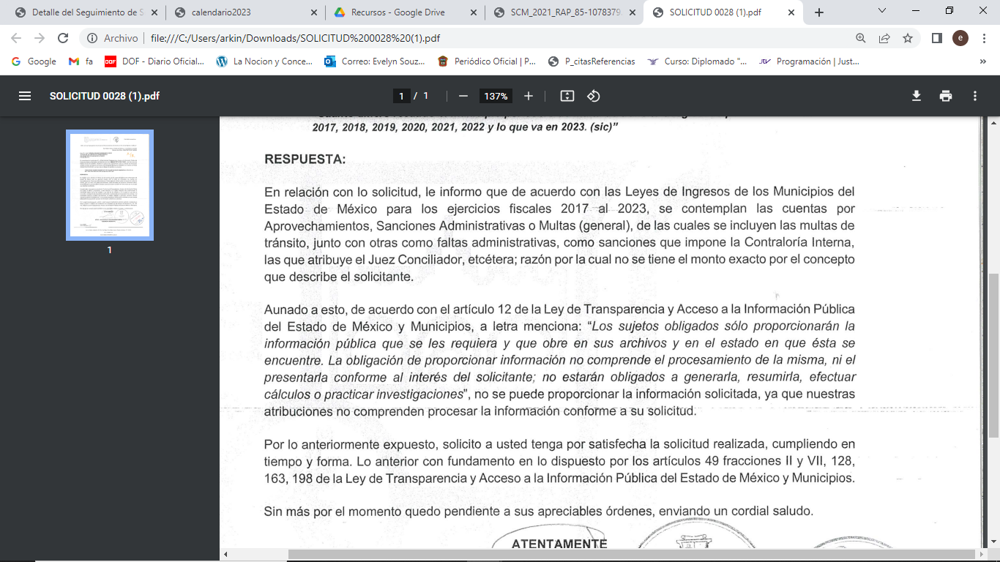 Detalle del Seguimiento de S
calendario2023
Recursos - Google Drive
SCM_2021_RAP_85-1078379.
SOLICITUD 0028 (1).pdf
Archivo
file:///C:/Users/arkin/Downloads/SOLICITUD%200028%20(1).pdf
e
Google
fa
DOF - Diario Oficial...
La Nocion y Conce...
Correo: Evelyn Souz...
Periódico Oficial | P...
P_citasReferencias
Curso: Diplomado "...
Programación | Just...
»
SOLICITUD 0028 (1).pdf
1 / 1
137%
1
2017, 2018, 2019, 2020, 2021, 2022 y lo que va en 2023. (sic)"
RESPUESTA:
En relación con lo solicitud, le informo que de acuerdo con las Leyes de Ingresos de los Municipios del
Estado de México para los ejercicios fiscales 2017 al 2023, se contemplan las cuentas por
Aprovechamientos, Sanciones Administrativas o Multas (general), de las cuales se incluyen las multas de
tránsito, junto con otras como faltas administrativas, como sanciones que impone la Contraloría Interna,
las que atribuye el Juez Conciliador, etcétera; razón por la cual no se tiene el monto exacto por el concepto
que describe el solicitante.
Aunado a esto, de acuerdo con el artículo 12 de la Ley de Transparencia y Acceso a la Información Pública
del Estado de México y Municipios, a letra menciona: "Los sujetos obligados sólo proporcionarán la
información pública que se les requiera y que obre en sus archivos y en el estado en que ésta se
encuentre. La obligación de proporcionar información no comprende el procesamiento de la misma, ni el
presentarla conforme al interés del solicitante; no estarán obligados a generarla, resumirla, efectuar
cálculos o practicar investigaciones", no se puede proporcionar la información solicitada, ya que nuestras
atribuciones no comprenden procesar la información conforme a su solicitud.
Por lo anteriormente expuesto, solicito a usted tenga por satisfecha la solicitud realizada, cumpliendo en
tiempo y forma. Lo anterior con fundamento en lo dispuesto por los artículos 49 fracciones II y VII, 128,
163, 198 de la Ley de Transparencia y Acceso a la Información Pública del Estado de México y Municipios.
Sin más por el momento quedo pendiente a sus apreciables órdenes, enviando un cordial saludo.
ATENTAMENTE